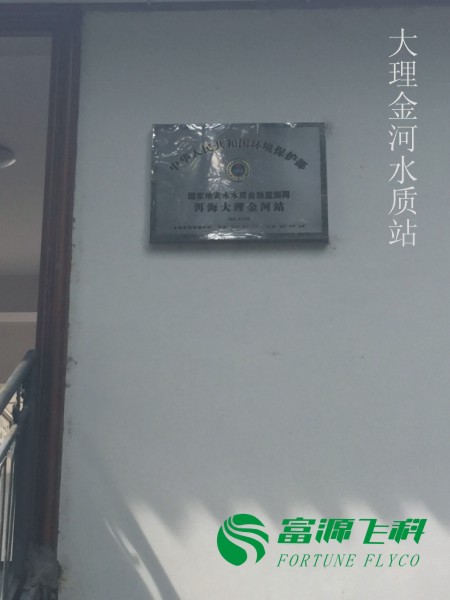 大理金河水质站
中华人民共和国环境保护部
国家地表水水质自动监测网
洱海大理金河站
富源飞科
FORTUNE FLYCO